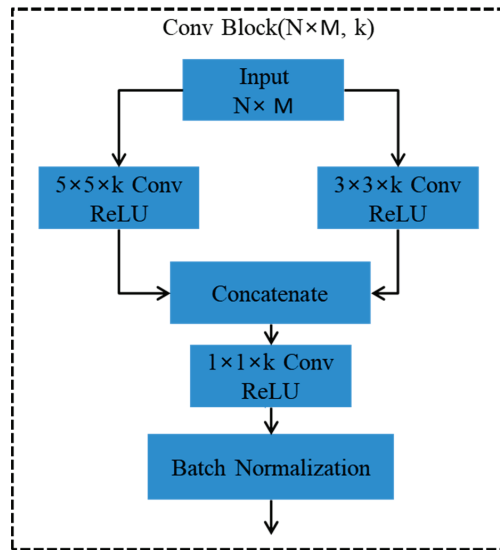 Conv Block(N×M, k)
Input
N× M
5×5×k Conv
ReLU
3×3×k Conv
ReLU
Concatenate
1×1×k Conv
ReLU
Batch Normalization